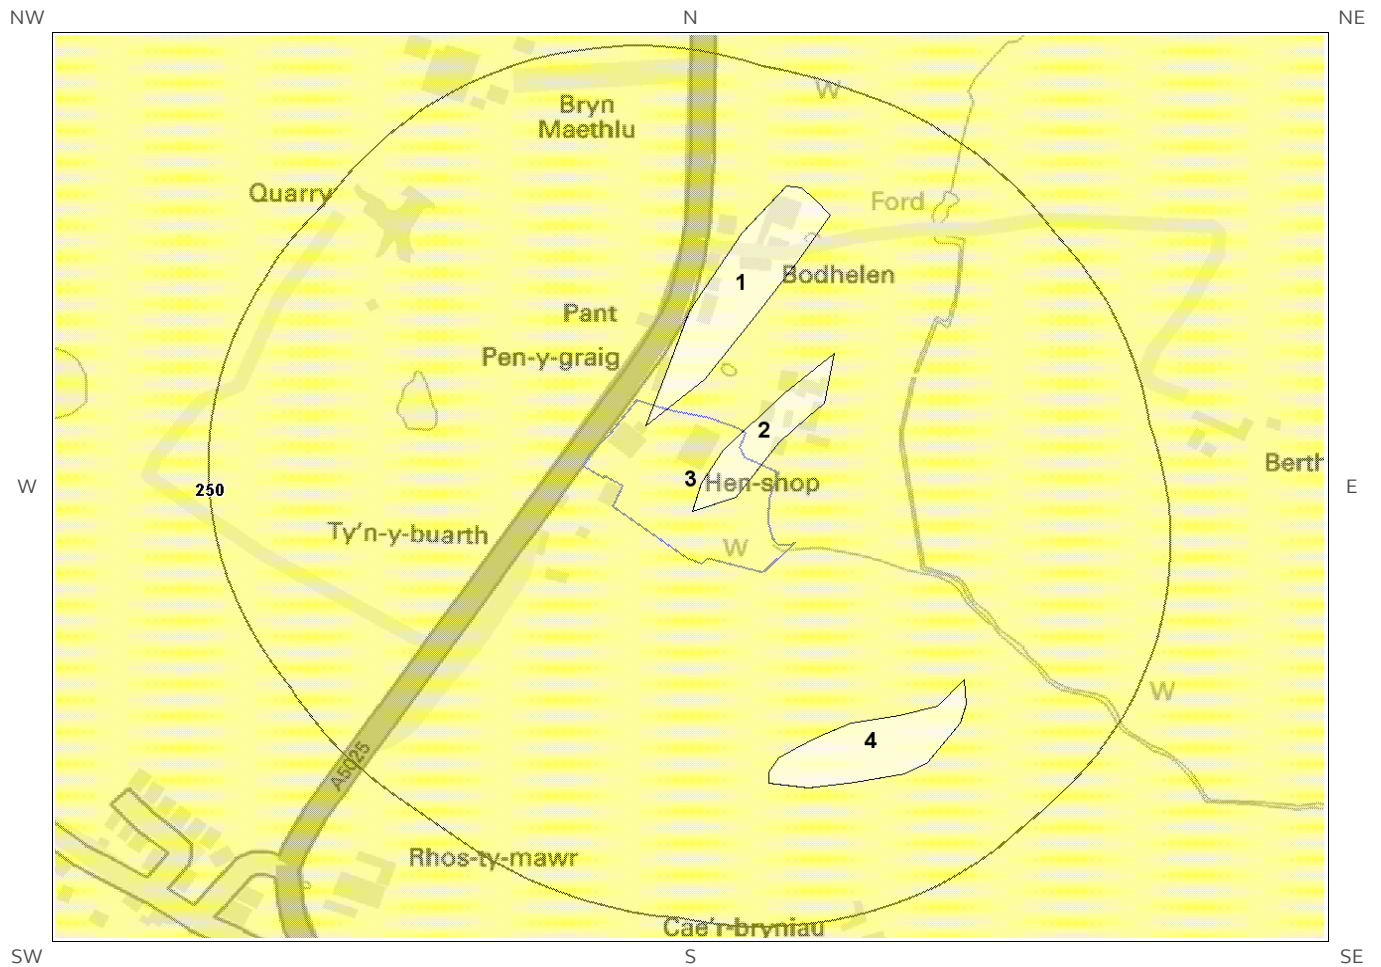 NW
N
NE
W
Bryn
Maethlu
Quarry
Ford
Bodhelen
1
Pant
Pen-y-graig
2
Berth
3
Hen-shop
W
250
E
Ty'n-y-buarth
W
W
4
A5025
Rhos-ty-mawr
Cae'r-bryniau
SW
S
SE